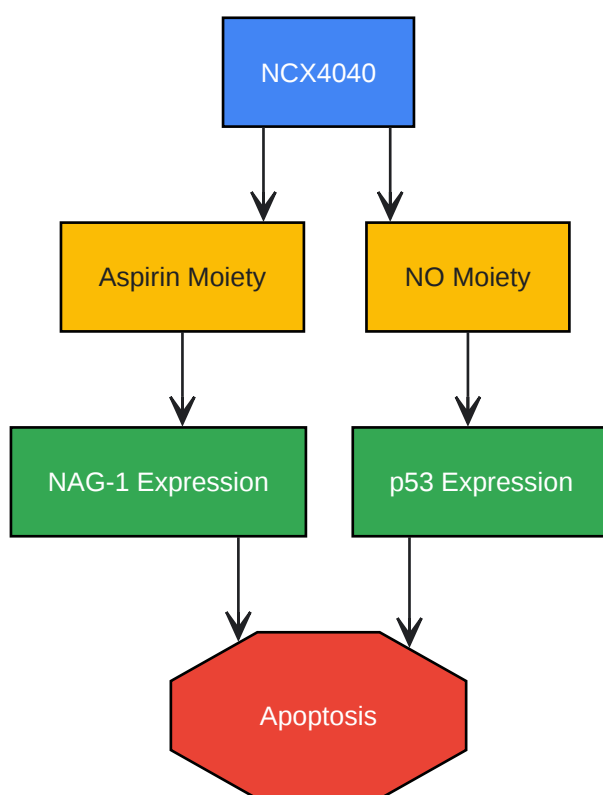 NCX4040
Aspirin Moiety
NO Moiety
NAG-1 Expression
p53 Expression
Apoptosis